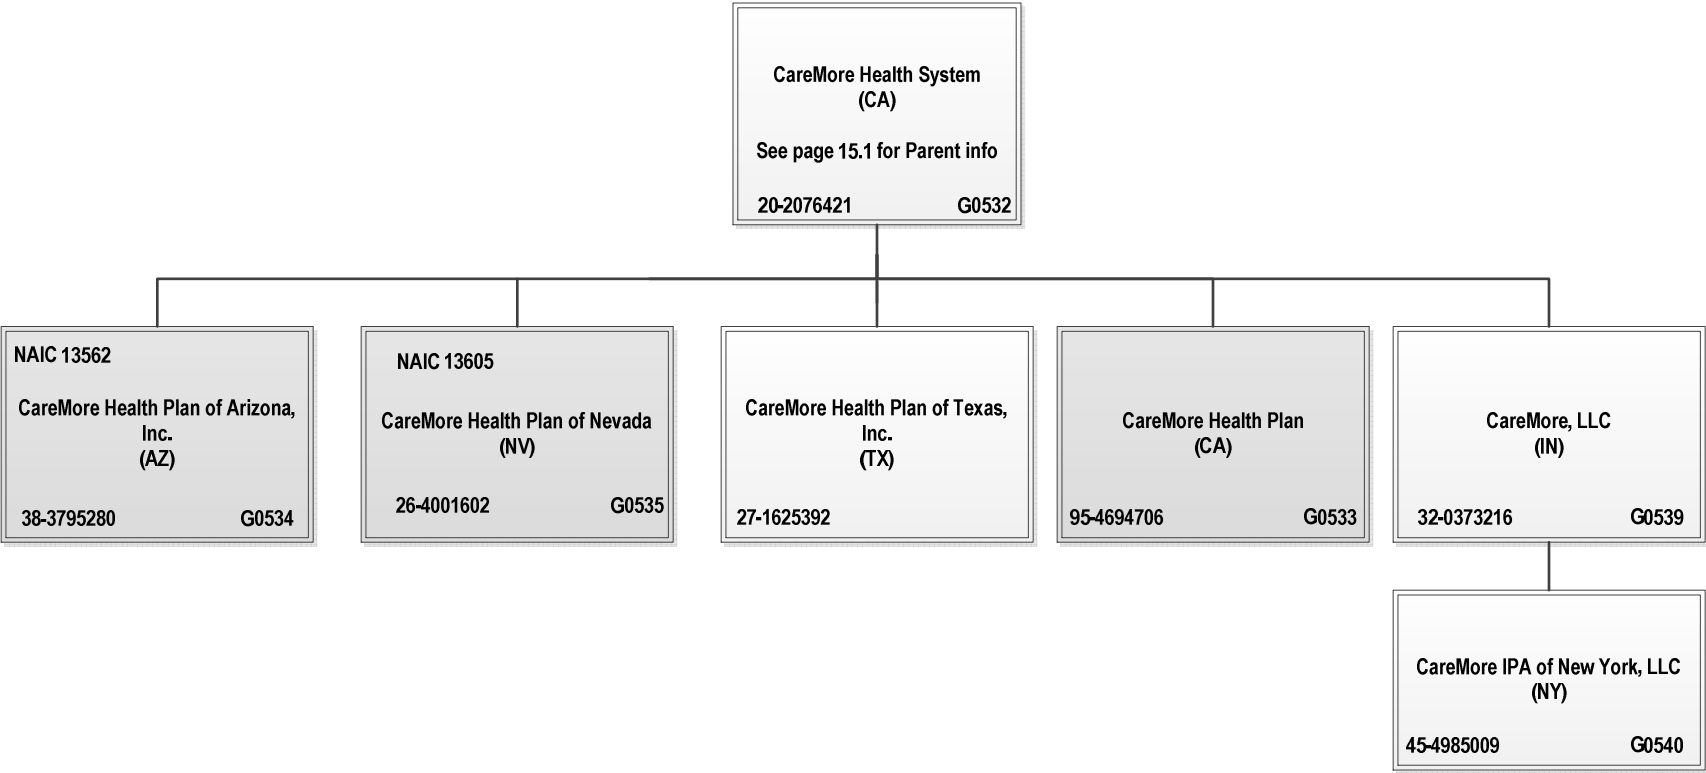 CareMore Health System
(CA)
See page 15.1 for Parent info
20-2076421 G0532
NAIC 13562
CareMore Health Plan of Arizona,
Inc.
(AZ)
38-3795280 G0534
NAIC 13605
CareMore Health Plan of Nevada
(NV)
26-4001602 G0535
CareMore Health Plan of Texas,
Inc.
(TX)
27-1625392
CareMore Health Plan
(CA)
95-4694706 G0533
CareMore, LLC
(IN)
32-0373216 G0539
CareMore IPA of New York, LLC
(NY)
45-4985009 G0540